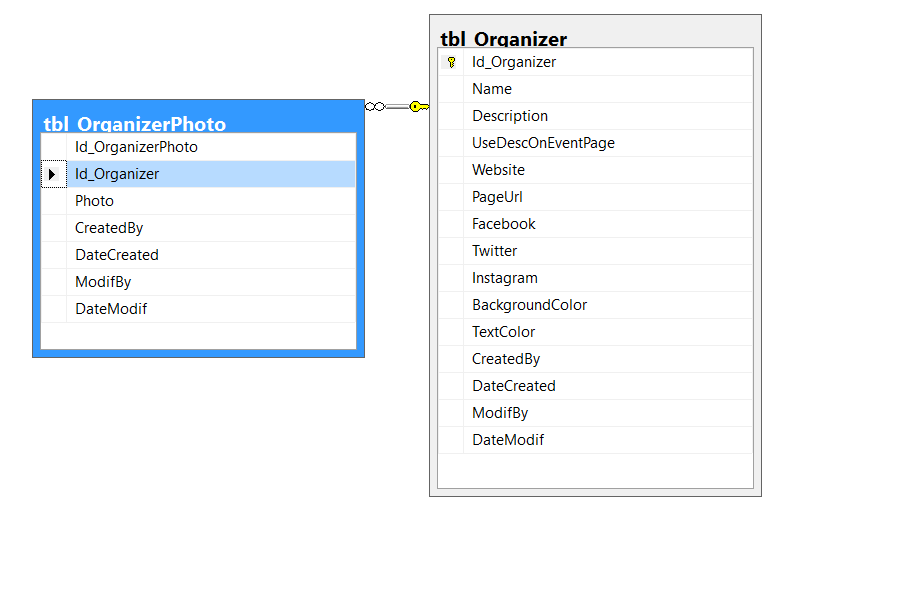 tbl_OrganizerPhoto
Id_OrganizerPhoto
Id_Organizer
Photo
CreatedBy
DateCreated
ModifBy
DateModif
tbl_Organizer
Id_Organizer
Name
Description
UseDescOnEventPage
Website
PageUrl
Facebook
Twitter
Instagram
BackgroundColor
TextColor
CreatedBy
DateCreated
ModifBy
DateModif